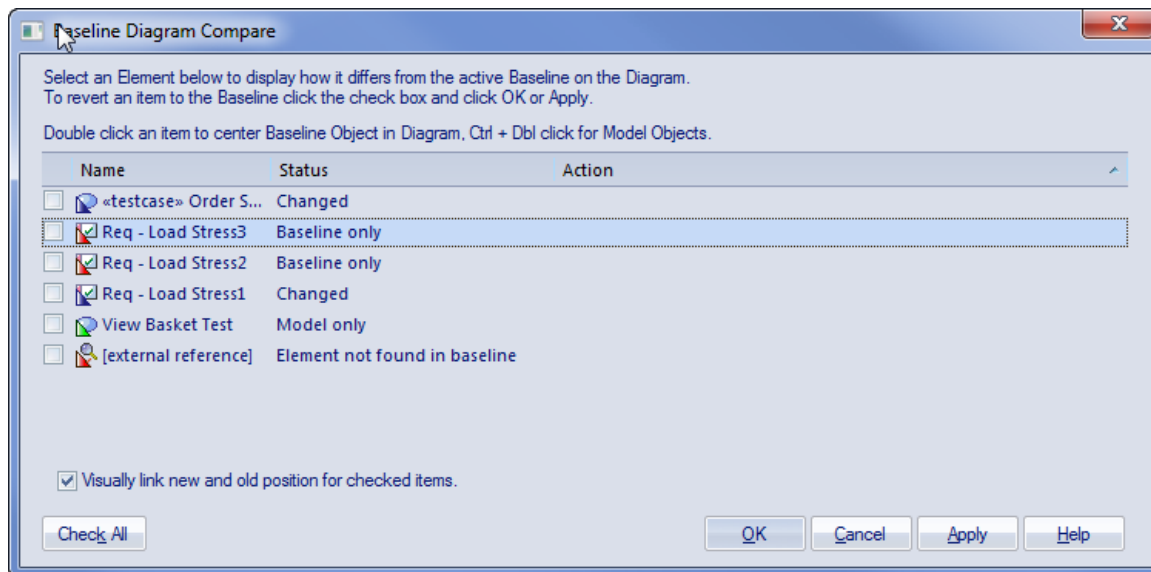 Baseline Diagram Compare
Select an Element below to display how it differs from the active Baseline on the Diagram.
To revert an item to the Baseline click the check box and click OK or Apply.
Double click an item to center Baseline Object in Diagram, Ctrl + Dbl click for Model Objects.
Name Status Action
«testcase» Order S... Changed
Req - Load Stress3 Baseline only
Req - Load Stress2 Baseline only
Req - Load Stress1 Changed
View Basket Test Model only
[external reference] Element not found in baseline
Visually link new and old position for checked items.
Check All OK Cancel Apply Help